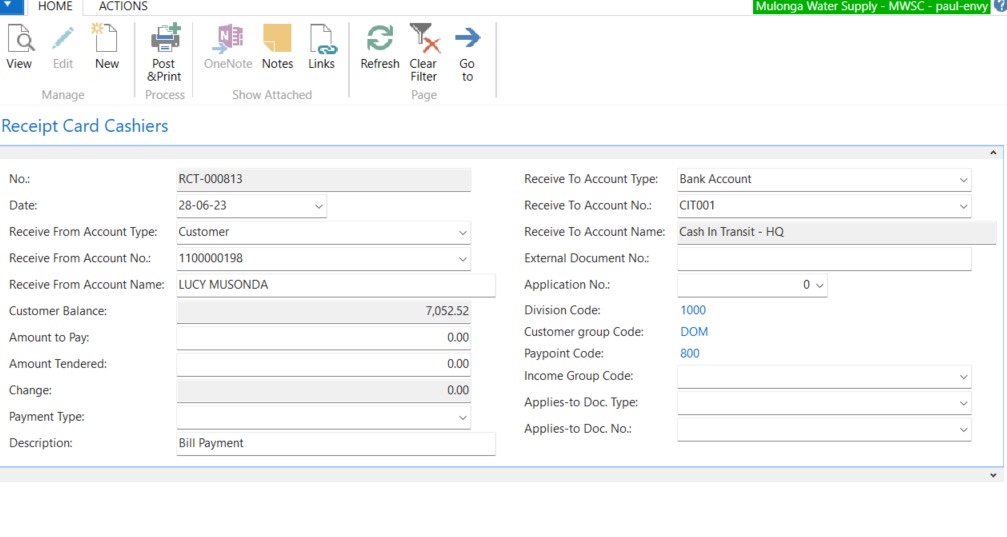 HOME ACTIONS Mulonga Water Supply - MWSC - paul-envy
View Edit New Post &Print OneNote Notes Links Refresh Clear Filter Go to
Manage Process Show Attached Page
Receipt Card Cashiers
No.: RCT-000813
Date: 28-06-23
Receive From Account Type: Customer
Receive From Account No.: 1100000198
Receive From Account Name: LUCY MUSONDA
Customer Balance: 7,052.52
Amount to Pay: 0.00
Amount Tendered: 0.00
Change: 0.00
Payment Type:
Description: Bill Payment
Receive To Account Type: Bank Account
Receive To Account No.: CIT001
Receive To Account Name: Cash In Transit - HQ
External Document No.:
Application No.: 0
Division Code: 1000
Customer group Code: DOM
Paypoint Code: 800
Income Group Code:
Applies-to Doc. Type:
Applies-to Doc. No.: